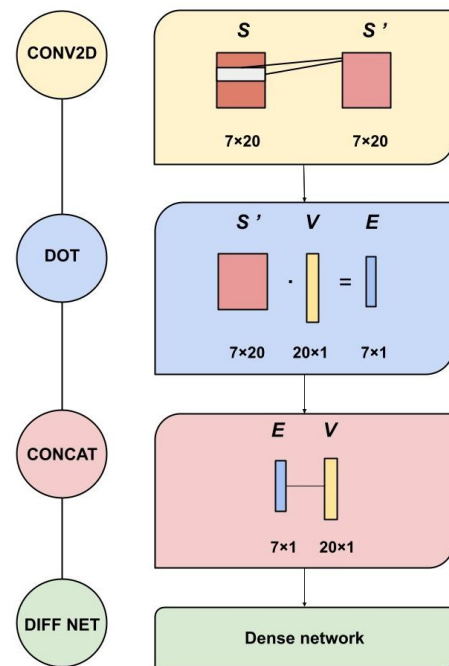 CONV2D
S S'
7×20 7×20
DOT
S' V E
· =
7×20 20×1 7×1
CONCAT
E V
7×1 20×1
DIFF NET
Dense network